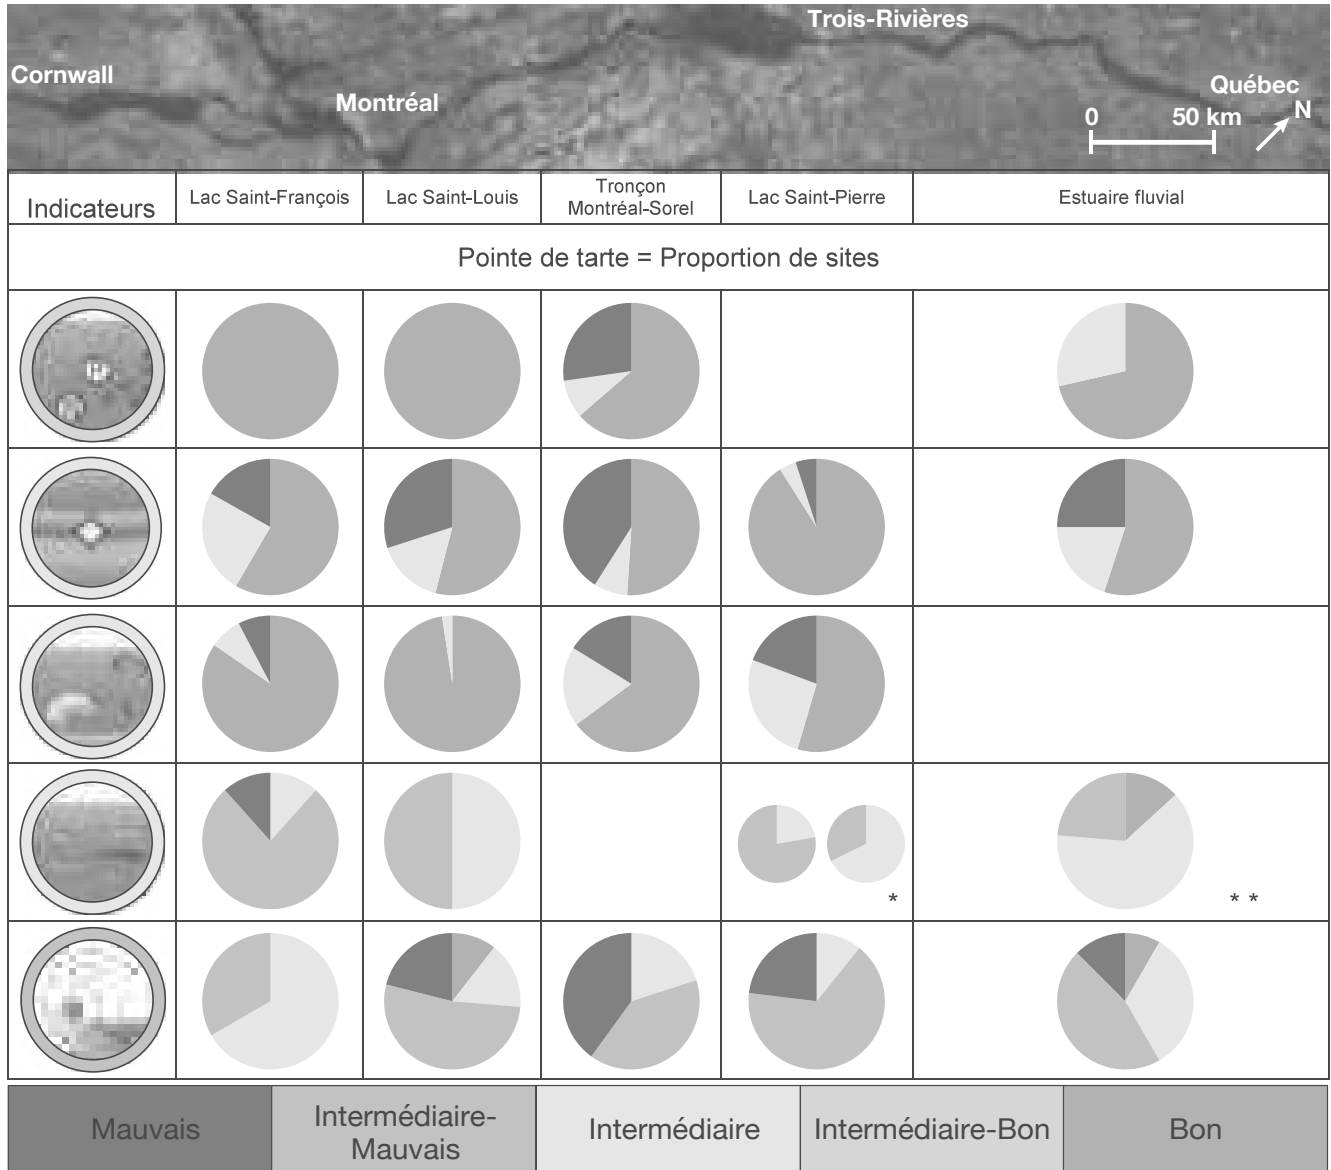 Trois-Rivières
Cornwall
Montréal
Québec
0 50 km N
Indicateurs
Lac Saint-François
Lac Saint-Louis
Tronçon
Montréal-Sorel
Lac Saint-Pierre
Estuaire fluvial
Pointe de tarte = Proportion de sites
*
* *
Mauvais
Intermédiaire-
Mauvais
Intermédiaire
Intermédiaire-Bon
Bon